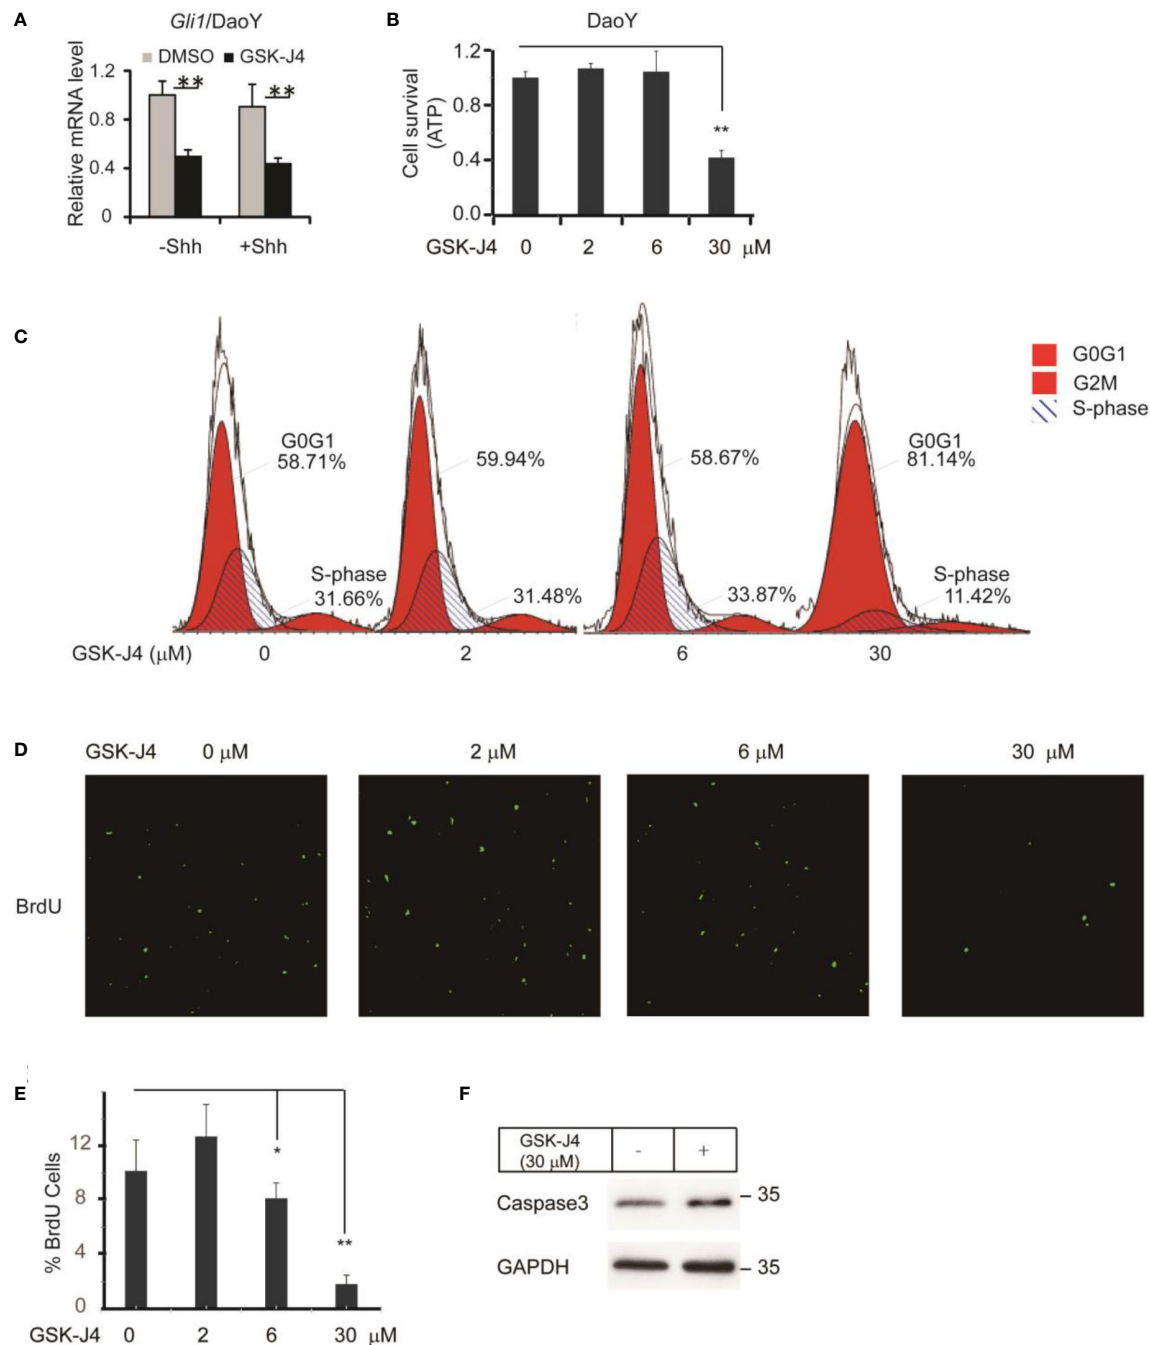 A
Gli1/DaoY
DMSO GSK-J4
Relative mRNA level
1.2
0.8
0.4
0
** **
-Shh +Shh
B
DaoY
Cell survival
(ATP)
1.2
0.8
0.4
0.0
**
GSK-J4 0 2 6 30 μM
C
G0G1
58.71%
59.94%
58.67%
G0G1
81.14%
S-phase
31.66%
31.48%
33.87%
S-phase
11.42%
G0G1
G2M
S-phase
GSK-J4 (μM) 0 2 6 30
D
GSK-J4 0 μM 2 μM 6 μM 30 μM
BrdU
E
% BrdU Cells
12
8
4
0
*
**
GSK-J4 0 2 6 30 μM
F
GSK-J4
(30 μM)
- +
Caspase3
– 35
GAPDH
– 35